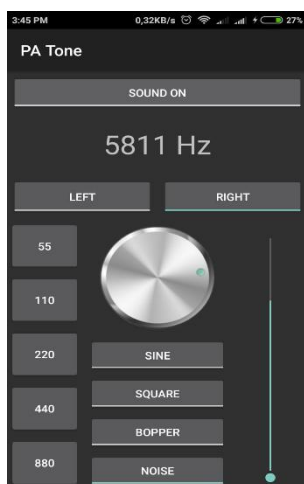 3:45 PM 0,32KB/s 27%
PA Tone
SOUND ON
5811 Hz
LEFT RIGHT
55
110
220 SINE
SQUARE
440
BOPPER
880 NOISE